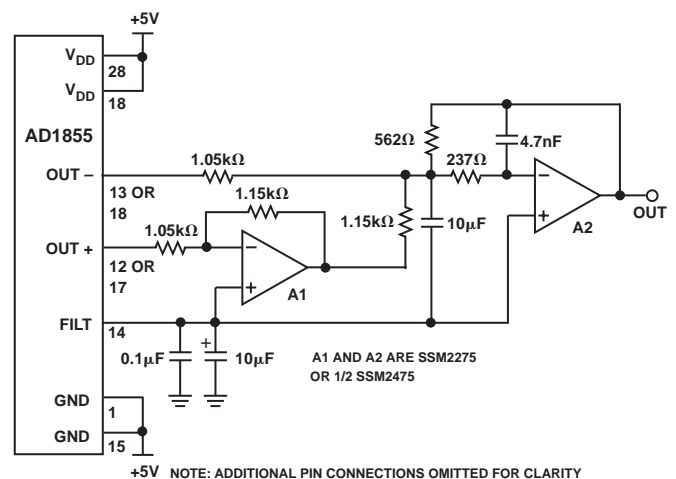 +5V
VDD
28
VDD
18
AD1855
562Ω
4.7nF
1.05kΩ
237Ω
OUT –
13 OR
18
1.15kΩ
1.15kΩ
10μF
A2
OUT
1.05kΩ
OUT +
12 OR
17
A1
FILT
14
0.1μF
+
10μF
A1 AND A2 ARE SSM2275
OR 1/2 SSM2475
GND
1
GND
15
+5V
NOTE: ADDITIONAL PIN CONNECTIONS OMITTED FOR CLARITY